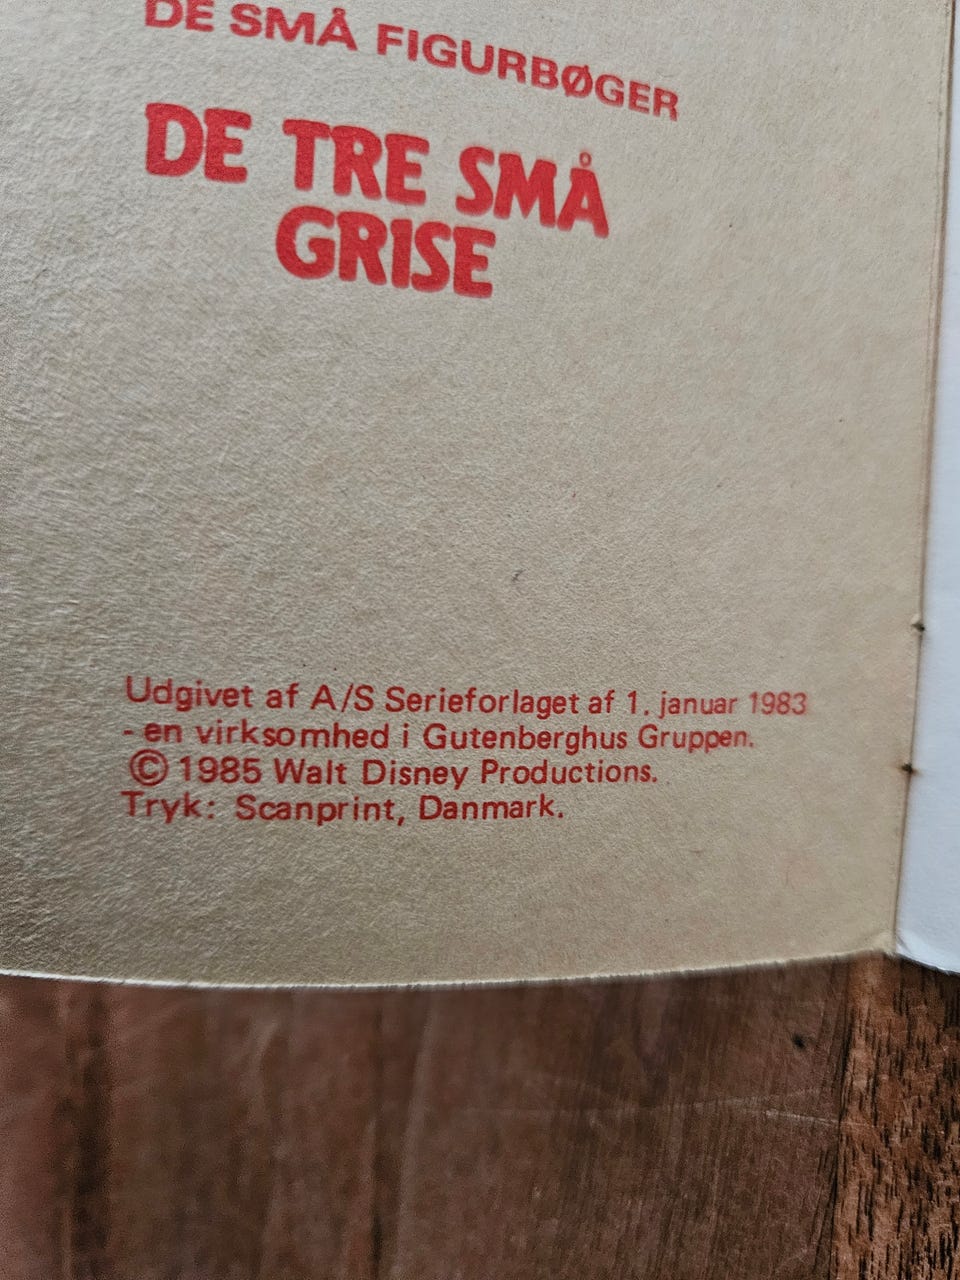 DE SMÅ FIGURBØGER
DE TRE SMÅ
GRISE
Udgivet af A/S Serieforlaget af 1. januar 1983
- en virksomhed i Gutenberghus Gruppen.
© 1985 Walt Disney Productions.
Tryk: Scanprint, Danmark.